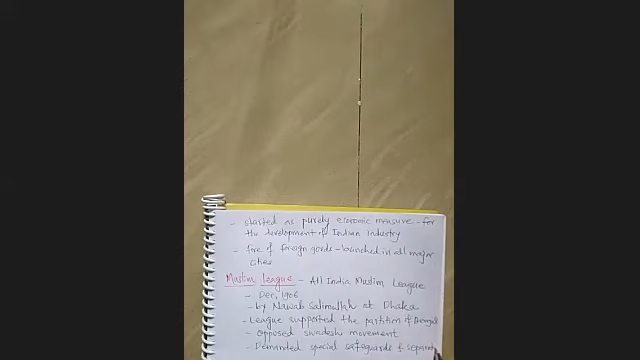 - started as purely economic measure - for
the development of Indian Industry
- fire of foreign goods - launched in all major
cities
Muslim League - All India Muslim League
- Dec, 1906
- by Nawab Salimullah at Dhaka
- League supported the partition of Bengal
- opposed swadeshi movement
- Demanded special safeguards & separate